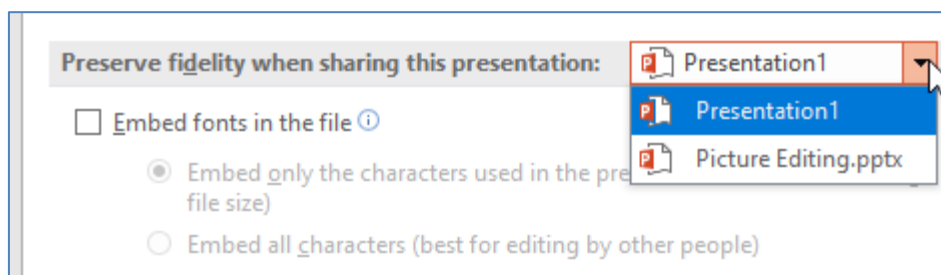 Preserve fidelity when sharing this presentation: Presentation1
Presentation1
Embed fonts in the file
Picture Editing.pptx
Embed only the characters used in the
file size)
Embed all characters (best for editing by other people)